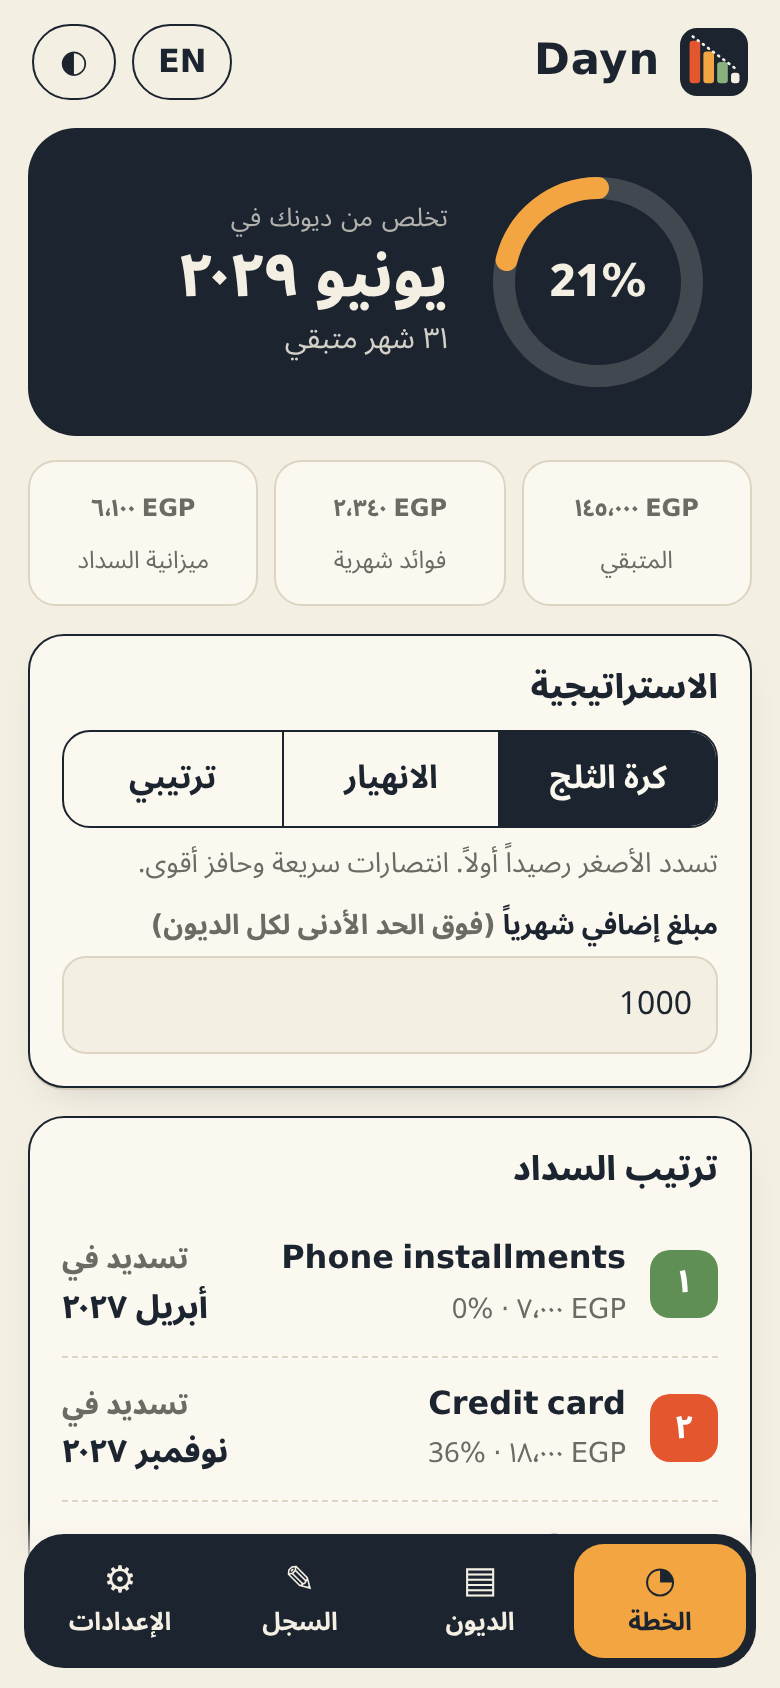 Dayn
EN
تخلص من ديونك في
يونيو ٢٠٢٩
٣١ شهر متبقي
21%
١٤٥،٠٠٠ EGP
المتبقي
٢،٣٤٠ EGP
فوائد شهرية
٦،١٠٠ EGP
ميزانية السداد
الاستراتيجية
كرة الثلج
الانهيار
ترتيبي
تسدد الأصغر رصيداً أولاً. انتصارات سريعة وحافز أقوى.
مبلغ إضافي شهرياً (فوق الحد الأدنى لكل الديون)
1000
ترتيب السداد
١
Phone installments
0% · ٧،٠٠٠ EGP
تسديد في
أبريل ٢٠٢٧
٢
Credit card
36% · ١٨،٠٠٠ EGP
تسديد في
نوفمبر ٢٠٢٧
الخطة
الديون
السجل
الإعدادات